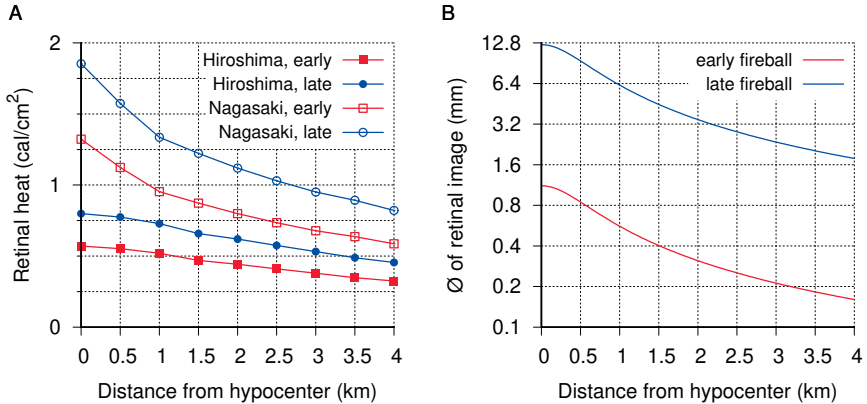 A
Retinal heat (cal/cm²)
2
1
0
0 0.5 1 1.5 2 2.5 3 3.5 4
Distance from hypocenter (km)
Hiroshima, early
Hiroshima, late
Nagasaki, early
Nagasaki, late
B
Ø of retinal image (mm)
12.8
6.4
3.2
1.6
0.8
0.4
0.2
0.1
0 0.5 1 1.5 2 2.5 3 3.5 4
Distance from hypocenter (km)
early fireball
late fireball